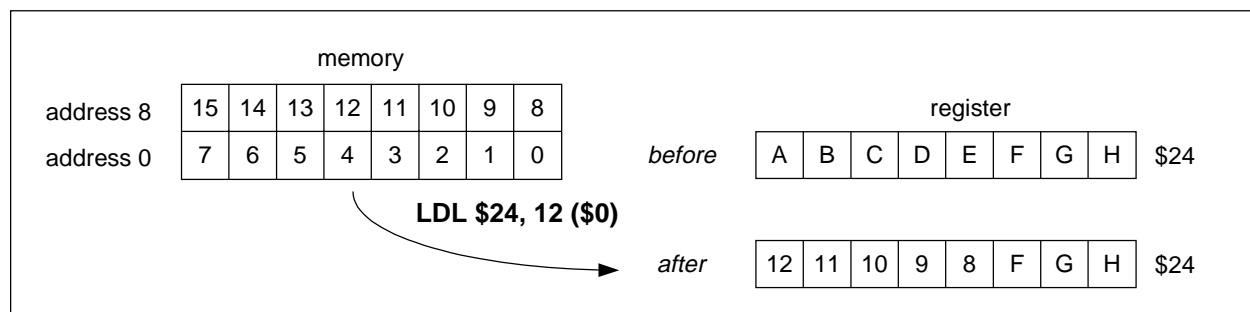 memory
address 8 15 14 13 12 11 10 9 8
address 0 7 6 5 4 3 2 1 0
register
before A B C D E F G H $24
LDL $24, 12 ($0)
after 12 11 10 9 8 F G H $24